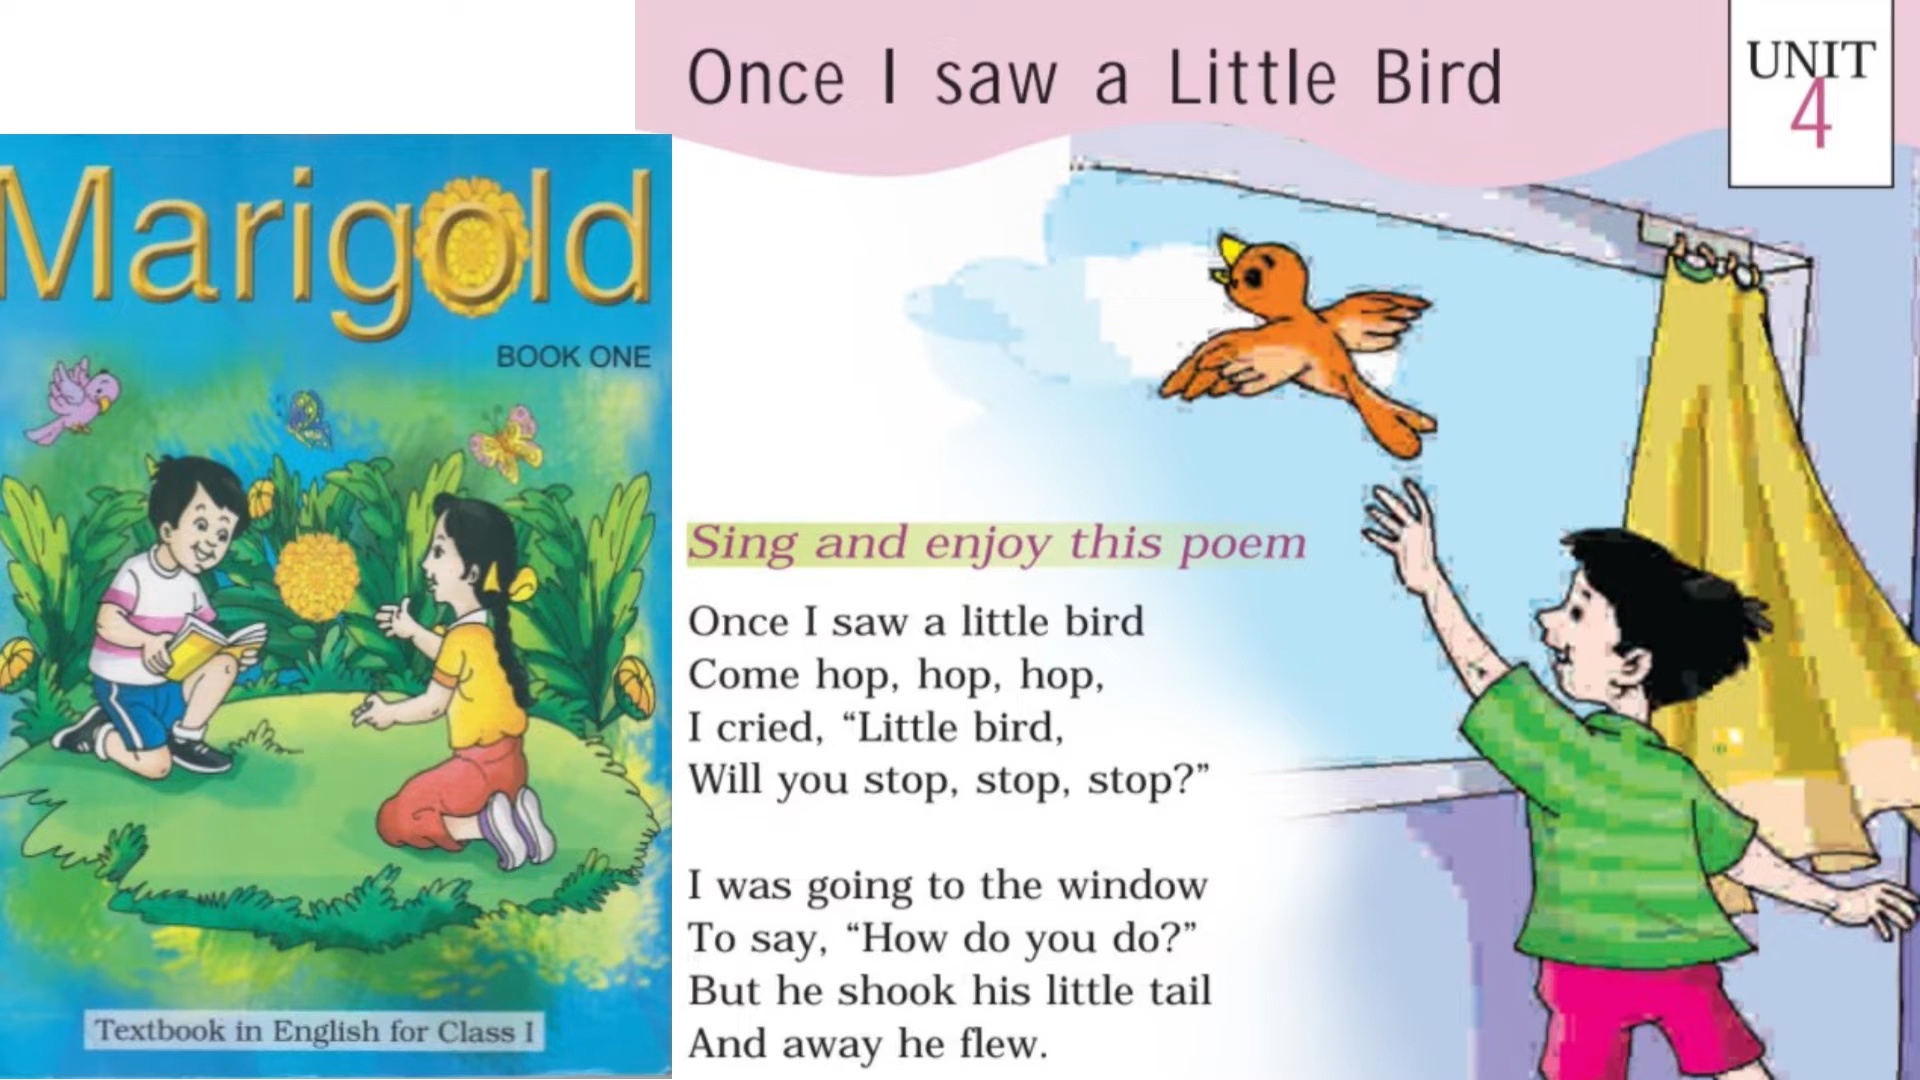 Once I saw a Little Bird
UNIT
4
Marigold
BOOK ONE
Textbook in English for Class I
Sing and enjoy this poem
Once I saw a little bird
Come hop, hop, hop,
I cried, “Little bird,
Will you stop, stop, stop?”
I was going to the window
To say, “How do you do?”
But he shook his little tail
And away he flew.